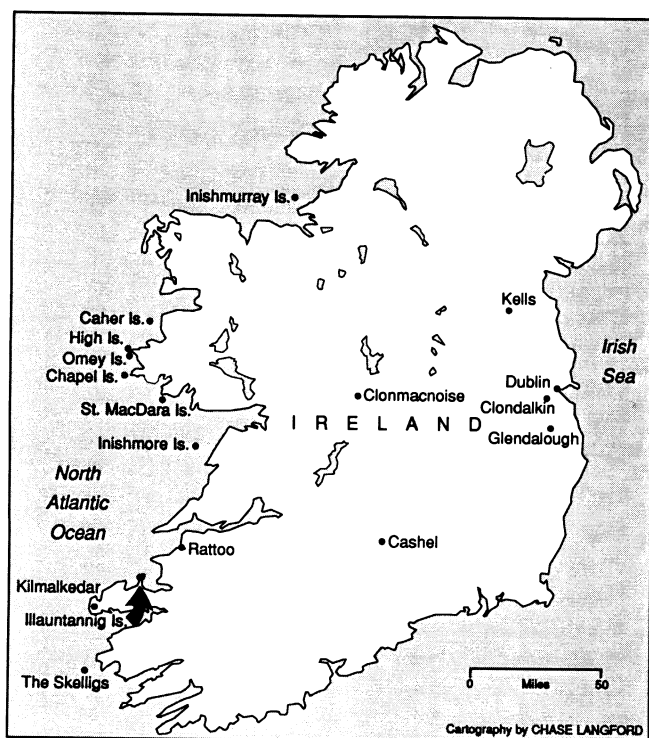 Inishmurray Is.
Kells
Caher Is.
High Is.
Irish
Sea
Omey Is.
Chapel Is.
Dublin
Clonmacnoise
Clondalkin
St. MacDara Is.
IRELAND
Glendalough
Inishmore Is.
North
Atlantic
Ocean
Rattoo
Cashel
Kilmalkedar
Illauntannig Is.
The Skelligs
0 50
Miles
Cartography by CHASE LANGFORD